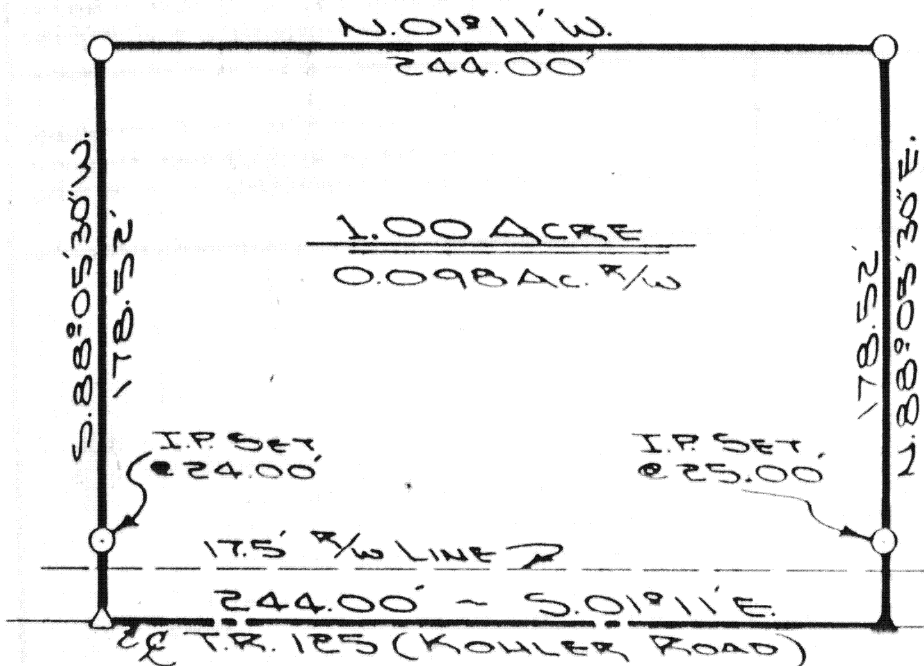 N. 01° 11' W.
244.00'
S. 88° 05' 30" W.
178.52'
1.00 ACRE
0.098 AC. R/W
178.52'
N. 88° 05' 30" E.
I.P. SET
@ 24.00'
I.P. SET
@ 25.00'
17.5' R/W LINE
244.00' ~ S. 01° 11' E.
℄ T.R. 125 (KOHLER ROAD)